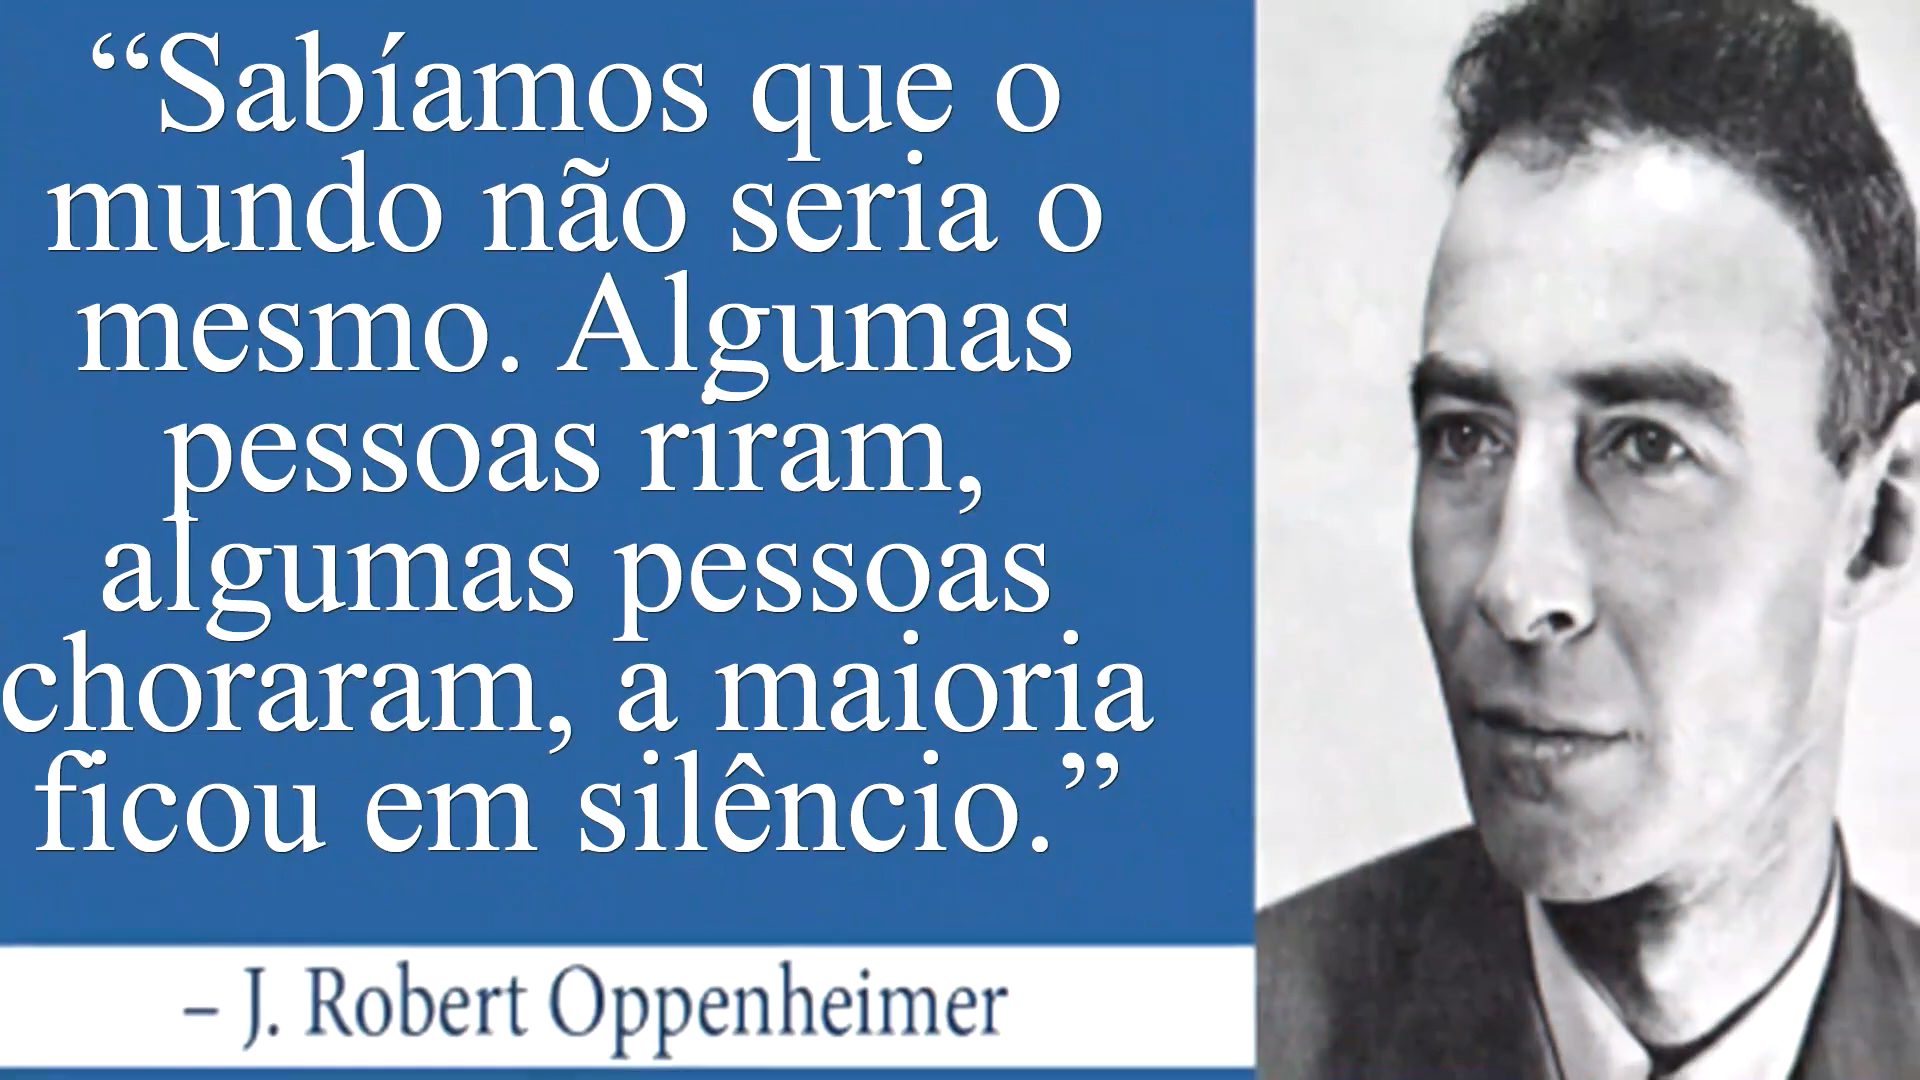 “Sabíamos que o
mundo não seria o
mesmo. Algumas
pessoas riram,
algumas pessoas
choraram, a maioria
ficou em silêncio.”
– J. Robert Oppenheimer